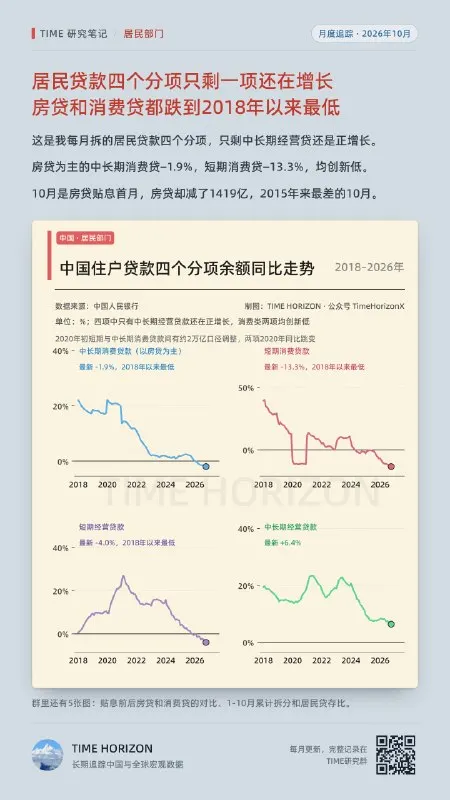 TIME 研究笔记 · 居民部门
月度追踪 · 2026年10月
居民贷款四个分项只剩一项还在增长
房贷和消费贷都跌到2018年以来最低
这是我每月拆的居民贷款四个分项，只剩中长期经营贷还是正增长。
房贷为主的中长期消费贷–1.9%，短期消费贷–13.3%，均创新低。
10月是房贷贴息首月，房贷却减了1419亿，2015年来最差的10月。
中国 · 居民部门
中国住户贷款四个分项余额同比走势
2018–2026年
数据来源：中国人民银行
制图：TIME HORIZON · 公众号 TimeHorizonX
单位：%；四项中只有中长期经营贷款还在正增长，消费类两项均创新低
2020年初短期与中长期消费贷款间有约2万亿口径调整，两项2020年同比跳变
中长期消费贷款（以房贷为主）
最新 -1.9%，2018年以来最低
40%
20%
0%
2018 2020 2022 2024 2026
短期消费贷款
最新 -13.3%，2018年以来最低
50%
0%
2018 2020 2022 2024 2026
TIME HORIZON
短期经营贷款
最新 -4.0%，2018年以来最低
40%
20%
0%
2018 2020 2022 2024 2026
中长期经营贷款
最新 +6.4%
40%
20%
0%
2018 2020 2022 2024 2026
群里还有5张图：贴息前后房贷和消费贷的对比、1-10月累计拆分和居民贷存比。
TIME HORIZON
长期追踪中国与全球宏观数据
每月更新，完整记录在
TIME研究群